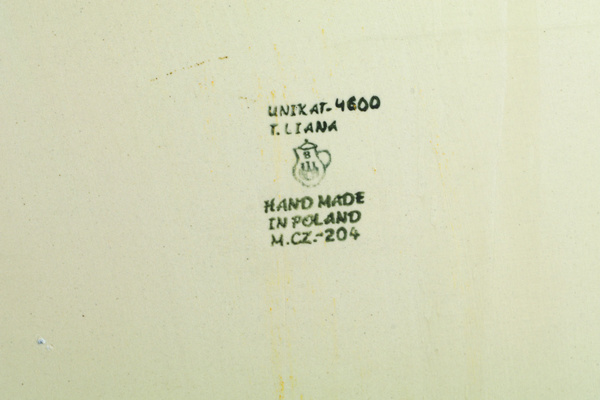 UNIKAT-4600
T. LIANA
HAND MADE
IN POLAND
M.CZ.-204